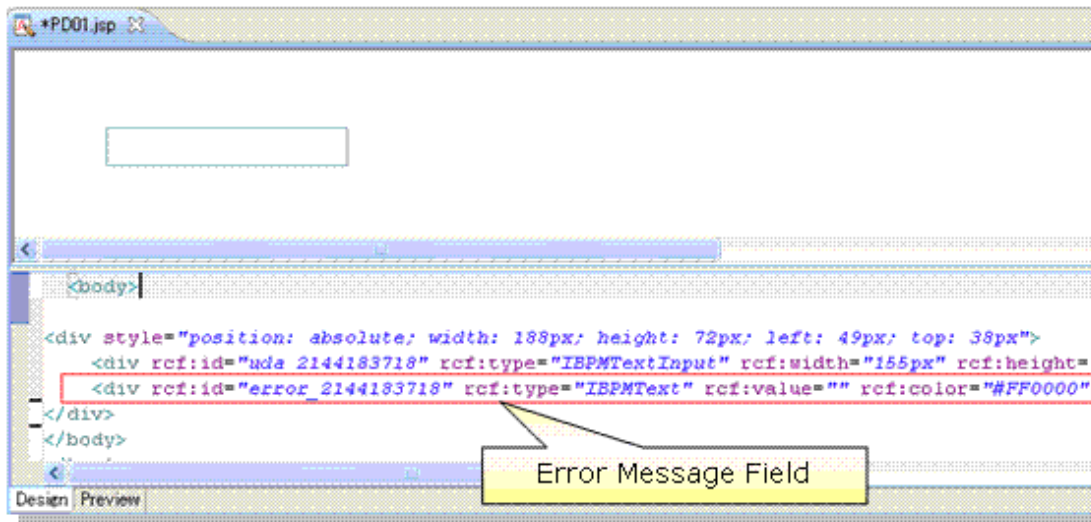 *PD01.jsp
<body>
<div style="position: absolute; width: 188px; height: 72px; left: 49px; top: 38px">
<div rcf:id="uda_2144183718" rcf:type="IBPMTextInput" rcf:width="155px" rcf:height=
<div rcf:id="error_2144183718" rcf:type="IBPMText" rcf:value="" rcf:color="#FF0000"
</div>
</body>
Error Message Field
Design Preview